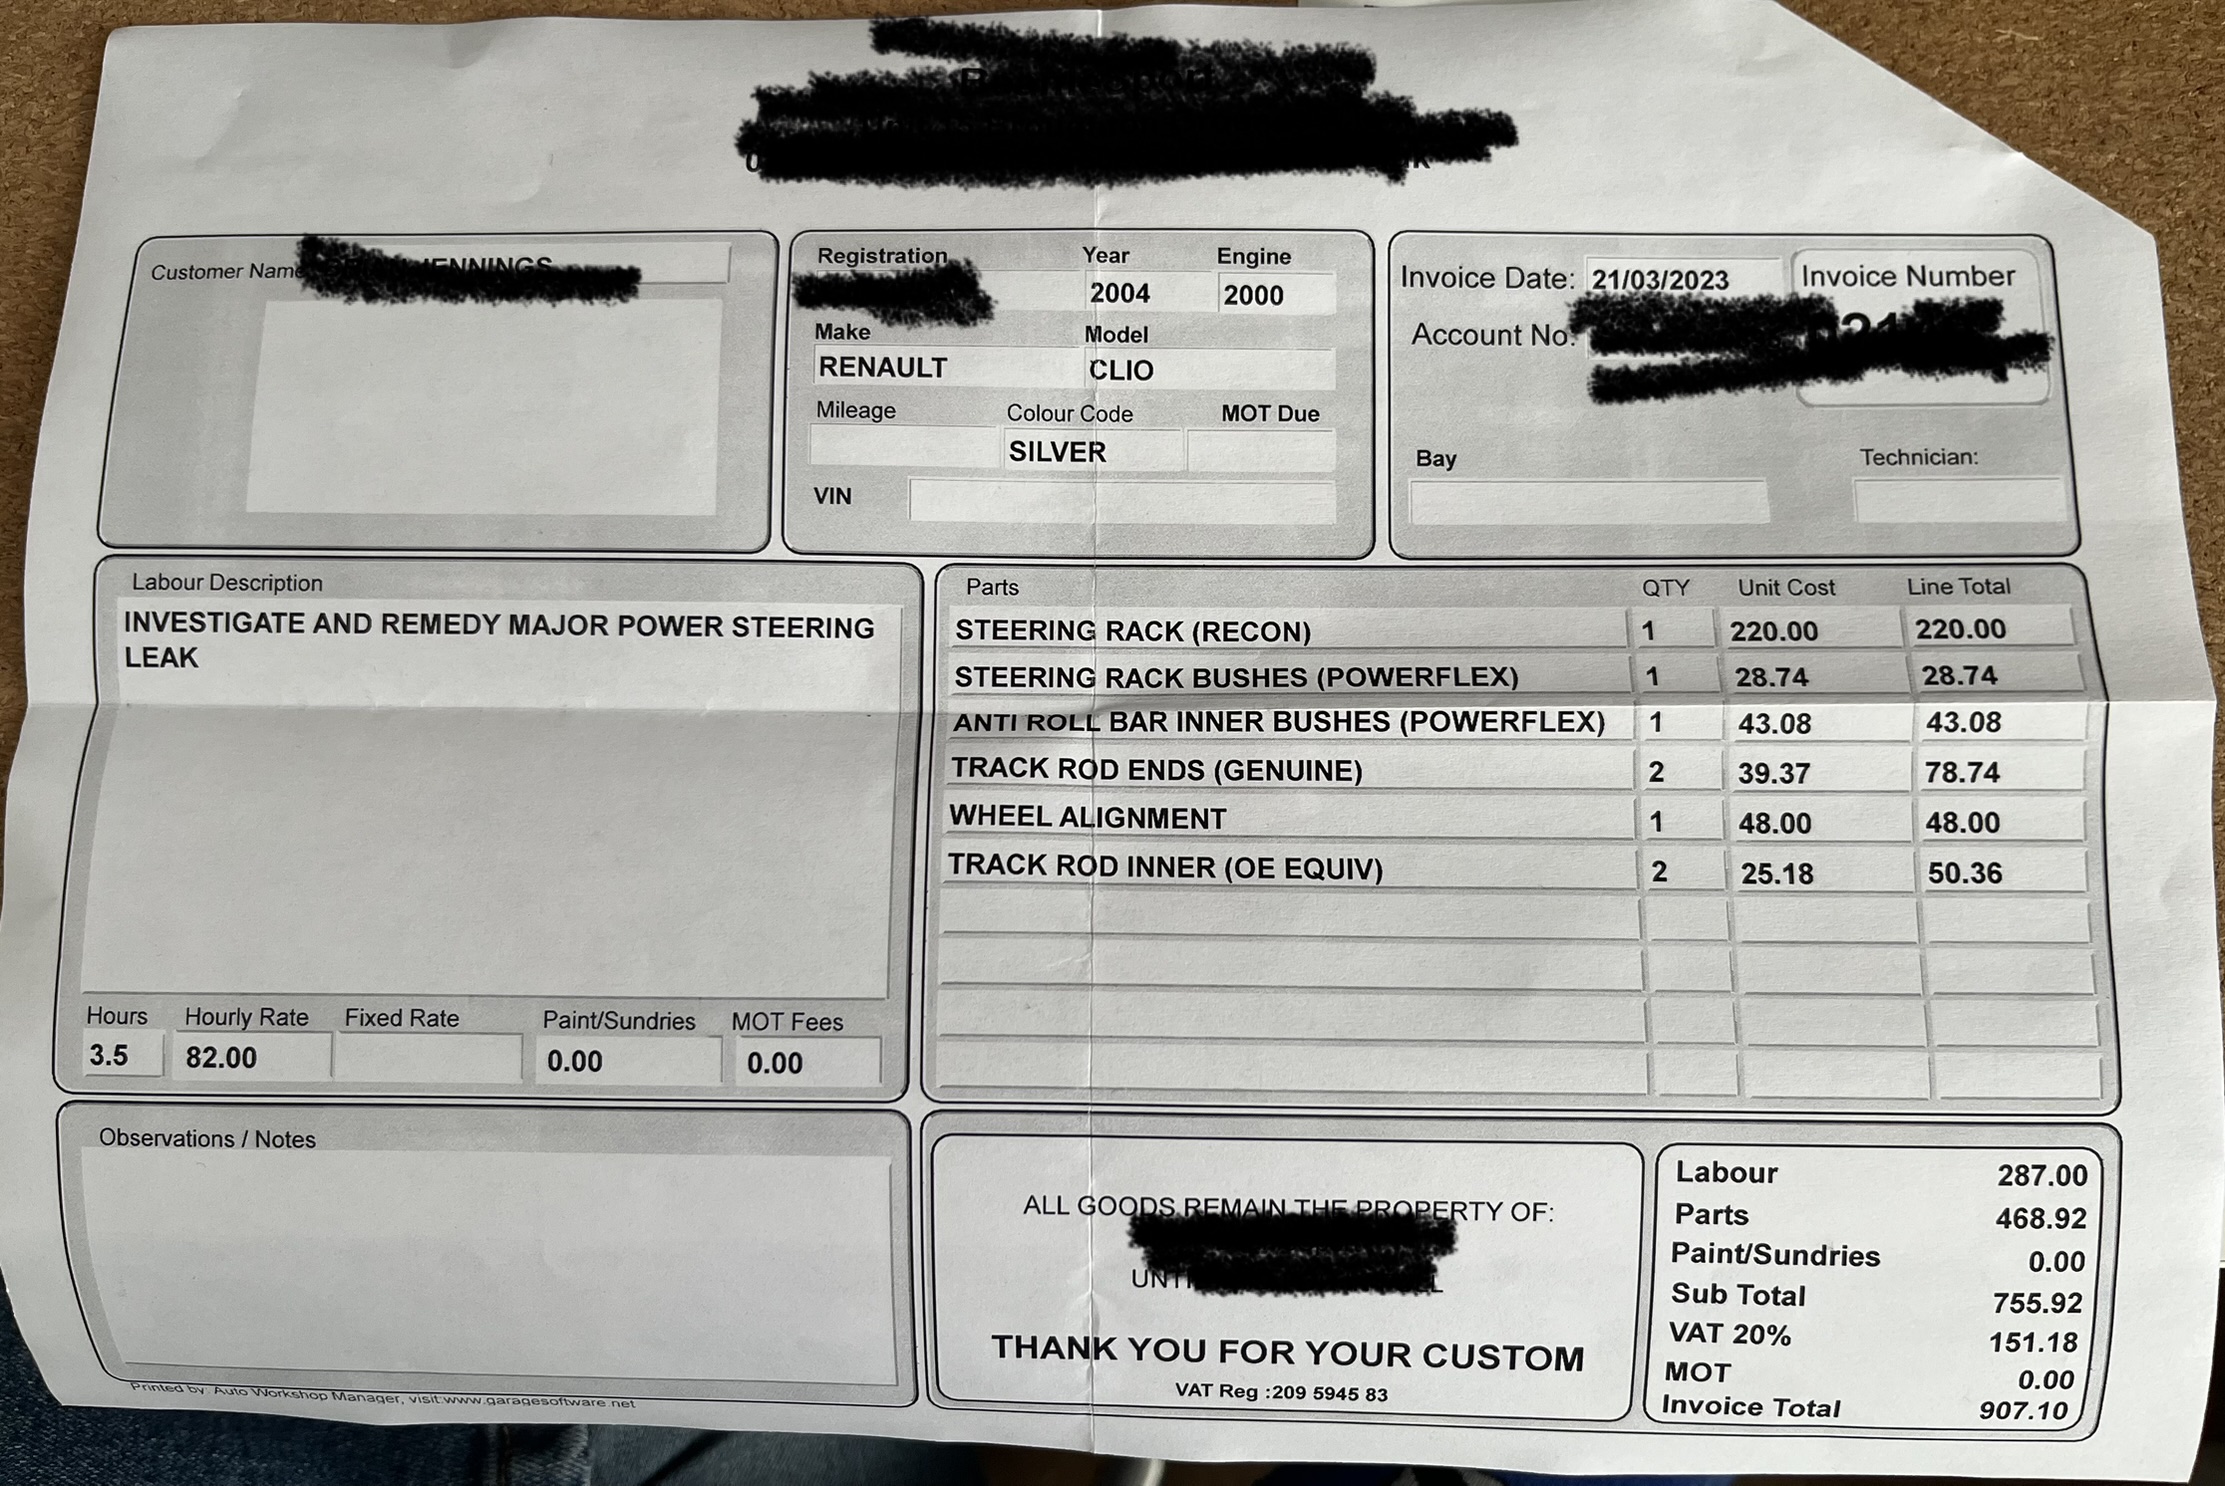 Customer Name
JENNINGS
Registration Year Engine
2004 2000
Make Model
RENAULT CLIO
Mileage Colour Code MOT Due
SILVER
VIN
Invoice Date: 21/03/2023 Invoice Number
Account No:
Bay Technician:
Labour Description
INVESTIGATE AND REMEDY MAJOR POWER STEERING
LEAK
Hours Hourly Rate Fixed Rate Paint/Sundries MOT Fees
3.5 82.00 0.00 0.00
Parts QTY Unit Cost Line Total
STEERING RACK (RECON) 1 220.00 220.00
STEERING RACK BUSHES (POWERFLEX) 1 28.74 28.74
ANTI ROLL BAR INNER BUSHES (POWERFLEX) 1 43.08 43.08
TRACK ROD ENDS (GENUINE) 2 39.37 78.74
WHEEL ALIGNMENT 1 48.00 48.00
TRACK ROD INNER (OE EQUIV) 2 25.18 50.36
Observations / Notes
Printed by: Auto Workshop Manager, visit:www.garagesoftware.net
ALL GOODS REMAIN THE PROPERTY OF:
THANK YOU FOR YOUR CUSTOM
VAT Reg :209 5945 83
Labour 287.00
Parts 468.92
Paint/Sundries 0.00
Sub Total 755.92
VAT 20% 151.18
MOT 0.00
Invoice Total 907.10